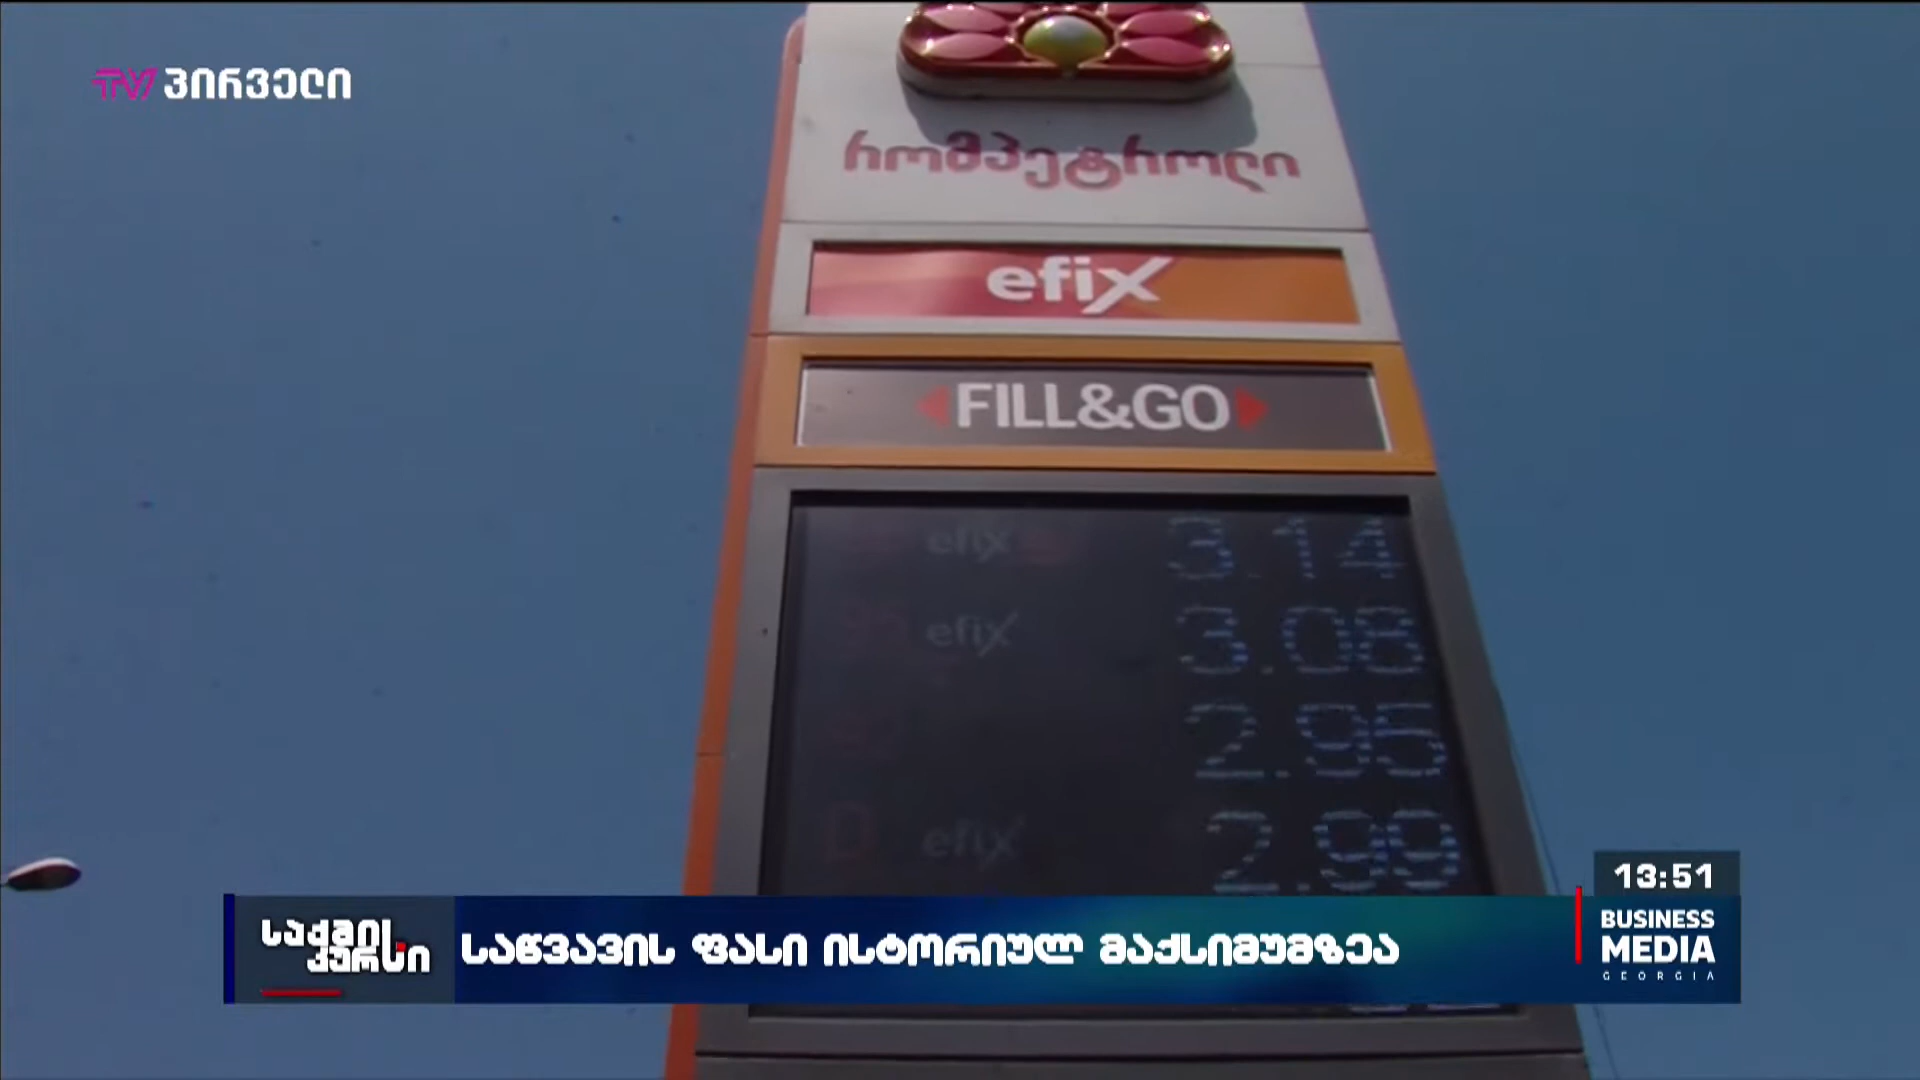 TV პირველი
რომპეტროლი
efix
FILL&GO
efix 3.14
95 efix 3.08
2.95
D efix 2.99
13:51
საქმის კურსი
საწვავის ფასი ისტორიულ მაქსიმუმზეა
BUSINESS
MEDIA
GEORGIA